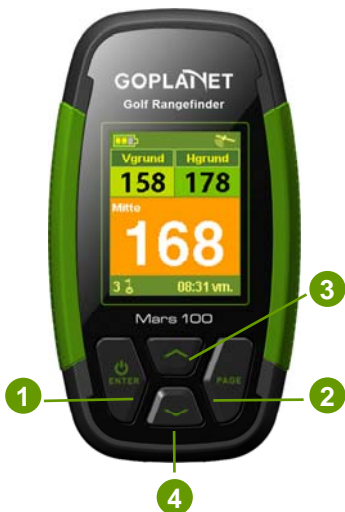 GOPLANET
Golf Rangefinder
Vgrund Hgrund
158 178
Mitte
168
3 08:31 vm.
Mars 100
3
ENTER
PAGE
1
2
4